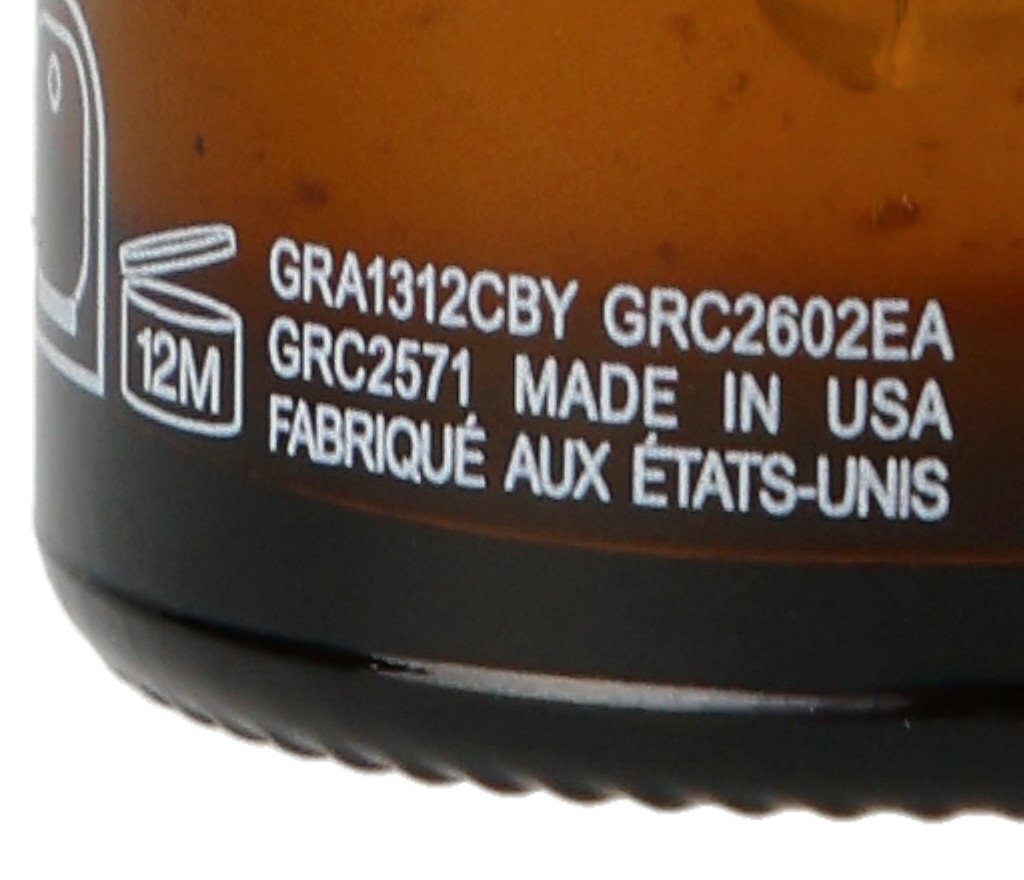 12M
GRA1312CBY GRC2602EA
GRC2571 MADE IN USA
FABRIQUÉ AUX ÉTATS-UNIS